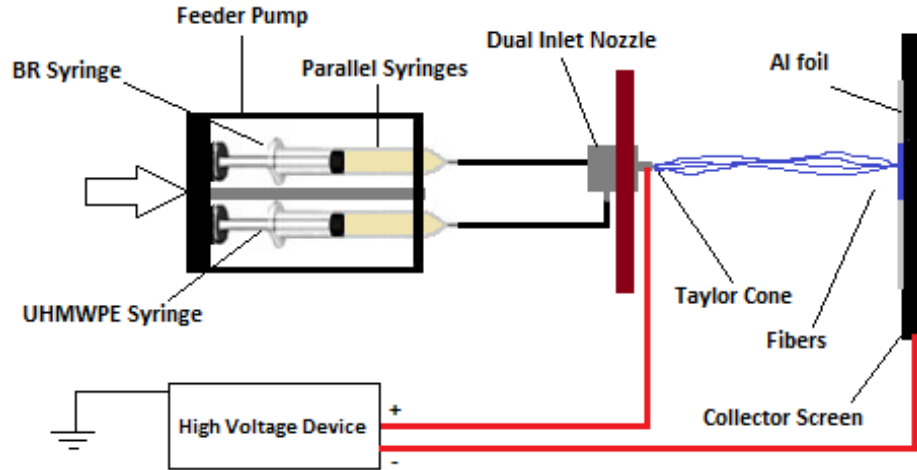 Feeder Pump
BR Syringe
Parallel Syringes
Dual Inlet Nozzle
Al foil
UHMWPE Syringe
Taylor Cone
Fibers
Collector Screen
High Voltage Device
+
-